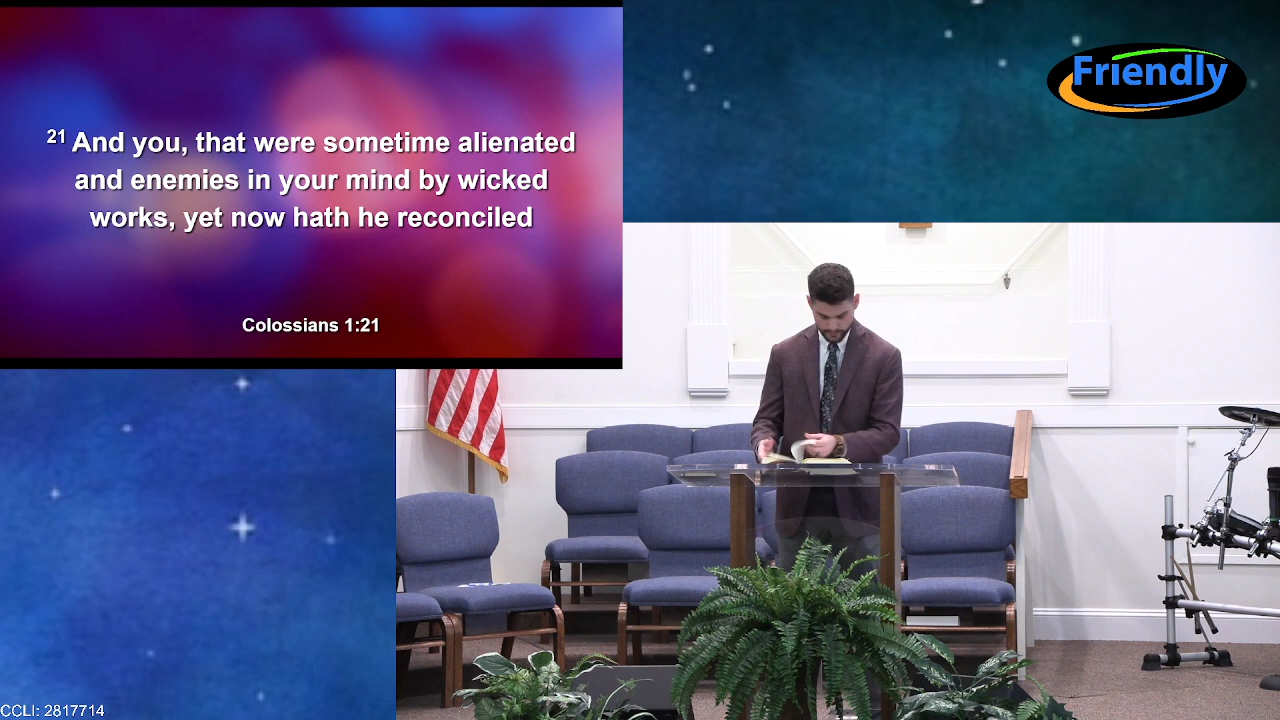 21 And you, that were sometime alienated
and enemies in your mind by wicked
works, yet now hath he reconciled
Colossians 1:21
Friendly
CCLI: 2817714